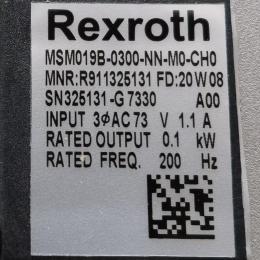 Rexroth
MSM019B-0300-NN-M0-CH0
MNR:R911325131 FD:20W08
SN325131-G7330 A00
INPUT 3ØAC73 V 1.1 A
RATED OUTPUT 0.1 kW
RATED FREQ. 200 Hz